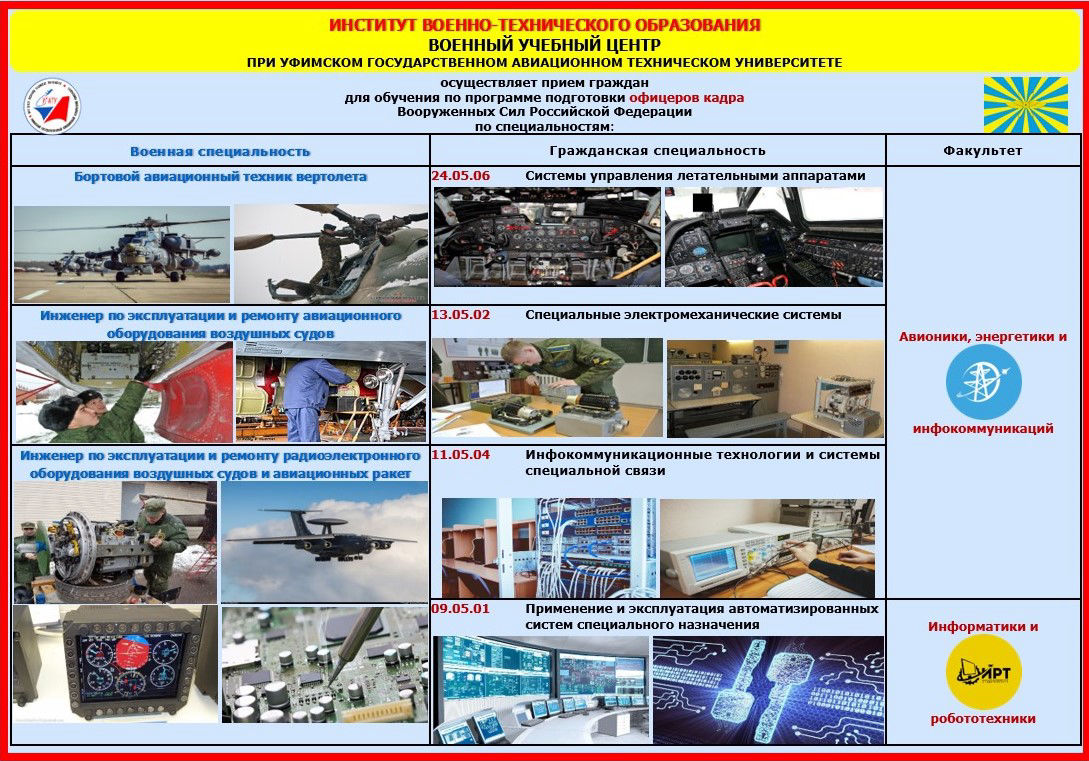 ИНСТИТУТ ВОЕННО-ТЕХНИЧЕСКОГО ОБРАЗОВАНИЯ
ВОЕННЫЙ УЧЕБНЫЙ ЦЕНТР
ПРИ УФИМСКОМ ГОСУДАРСТВЕННОМ АВИАЦИОННОМ ТЕХНИЧЕСКОМ УНИВЕРСИТЕТЕ
осуществляет прием граждан
для обучения по программе подготовки офицеров кадра
Вооруженных Сил Российской Федерации
по специальностям:
Военная специальность
Гражданская специальность
Факультет
Бортовой авиационный техник вертолета
24.05.06 Системы управления летательными аппаратами
Инженер по эксплуатации и ремонту авиационного
оборудования воздушных судов
13.05.02 Специальные электромеханические системы
Авионики, энергетики и
инфокоммуникаций
Инженер по эксплуатации и ремонту радиоэлектронного
оборудования воздушных судов и авиационных ракет
11.05.04 Инфокоммуникационные технологии и системы
специальной связи
09.05.01 Применение и эксплуатация автоматизированных
систем специального назначения
Информатики и
ИРТ
робототехники